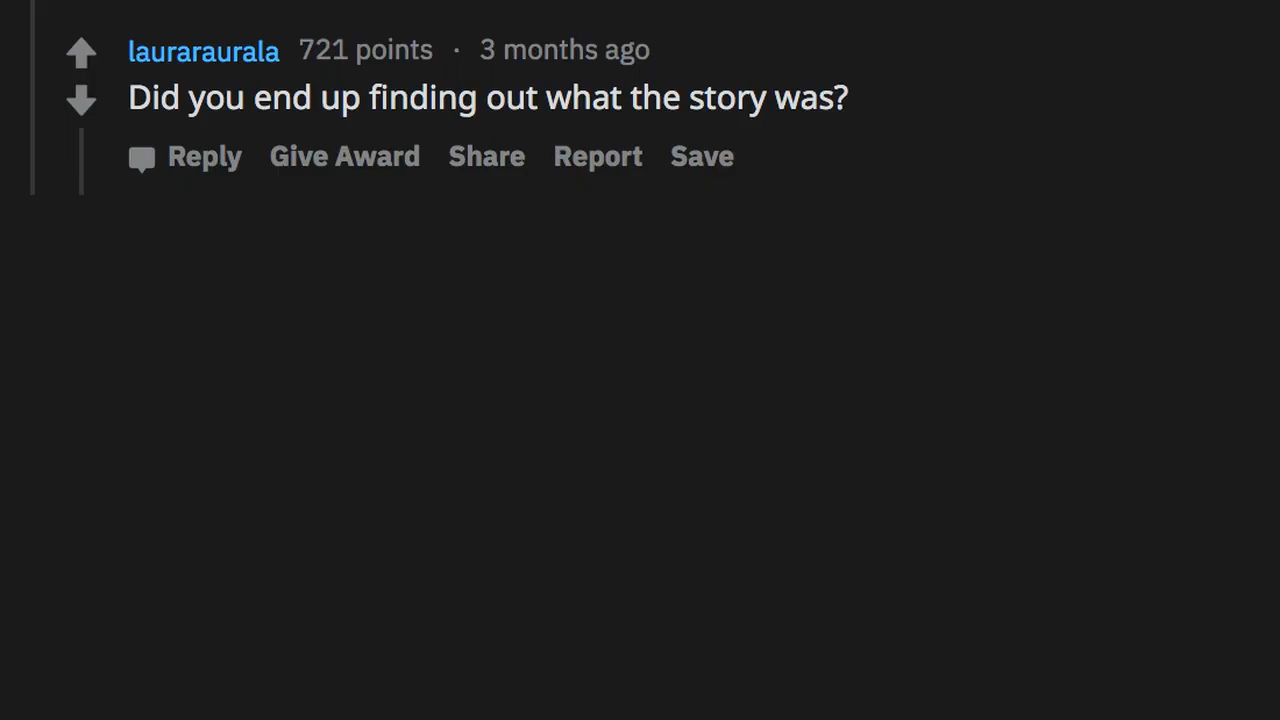 lauraraurala 721 points · 3 months ago
Did you end up finding out what the story was?
Reply Give Award Share Report Save